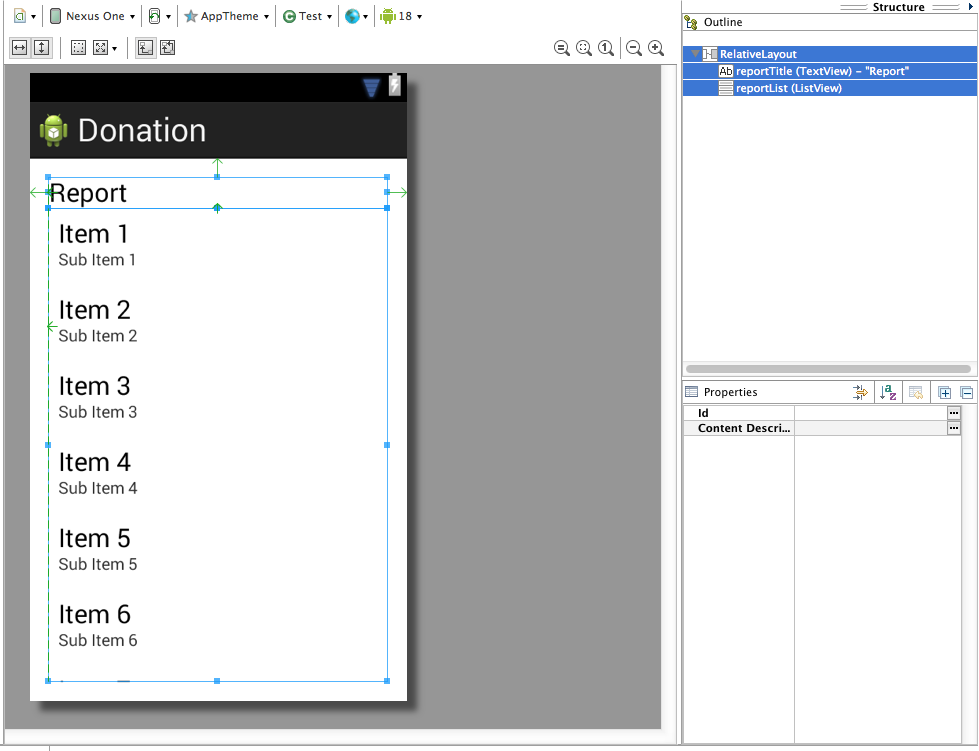 Nexus One AppTheme Test 18
Structure
Outline
RelativeLayout
Ab reportTitle (TextView) – "Report"
reportList (ListView)
Donation
Report
Item 1
Sub Item 1
Item 2
Sub Item 2
Item 3
Sub Item 3
Item 4
Sub Item 4
Item 5
Sub Item 5
Item 6
Sub Item 6
Properties
Id
Content Descri...